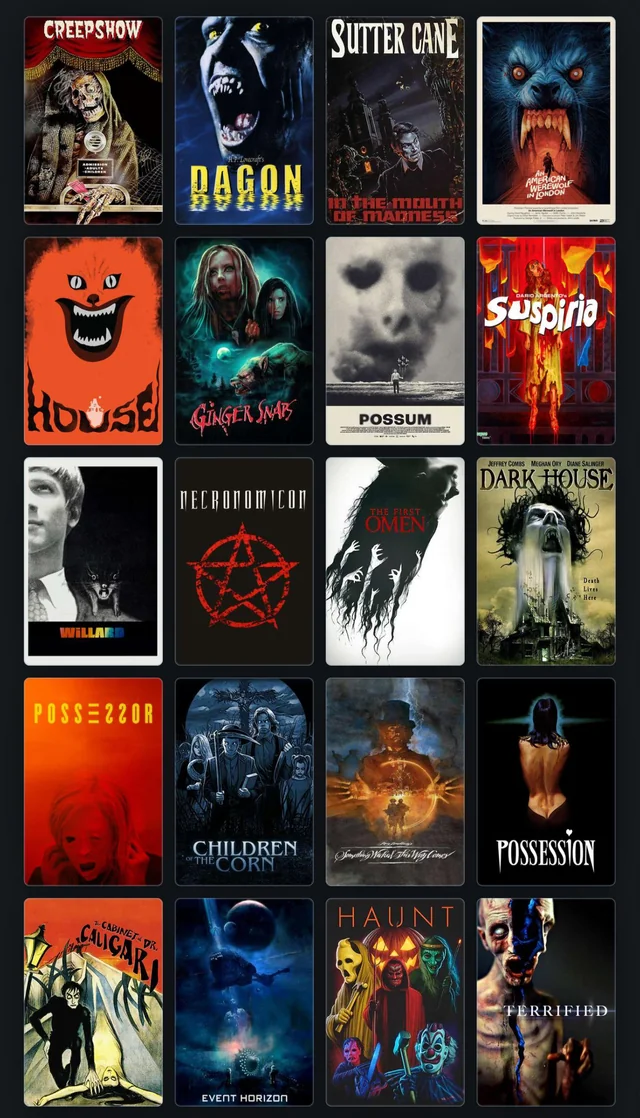 CREEPSHOW
ADMISSION
ADULTS
CHILDREN
H.P. Lovecraft's
DAGON
SUTTER CANE
IN THE MOUTH
OF MADNESS
AN
AMERICAN
WEREWOLF
IN LONDON
HOUSE
GINGER SNAPS
POSSUM
DARIO ARGENTO'S
Suspiria
WILLARD
NECRONOMICON
THE FIRST
OMEN
JEFFREY COMBS MEGHAN ORY DIANE SALINGER
DARK HOUSE
Death
Lives
Here
POSSESSOR
CHILDREN
OF THE CORN
Something Wicked This Way Comes
POSSESSION
THE CABINET OF DR.
CALIGARI
EVENT HORIZON
HAUNT
TERRIFIED